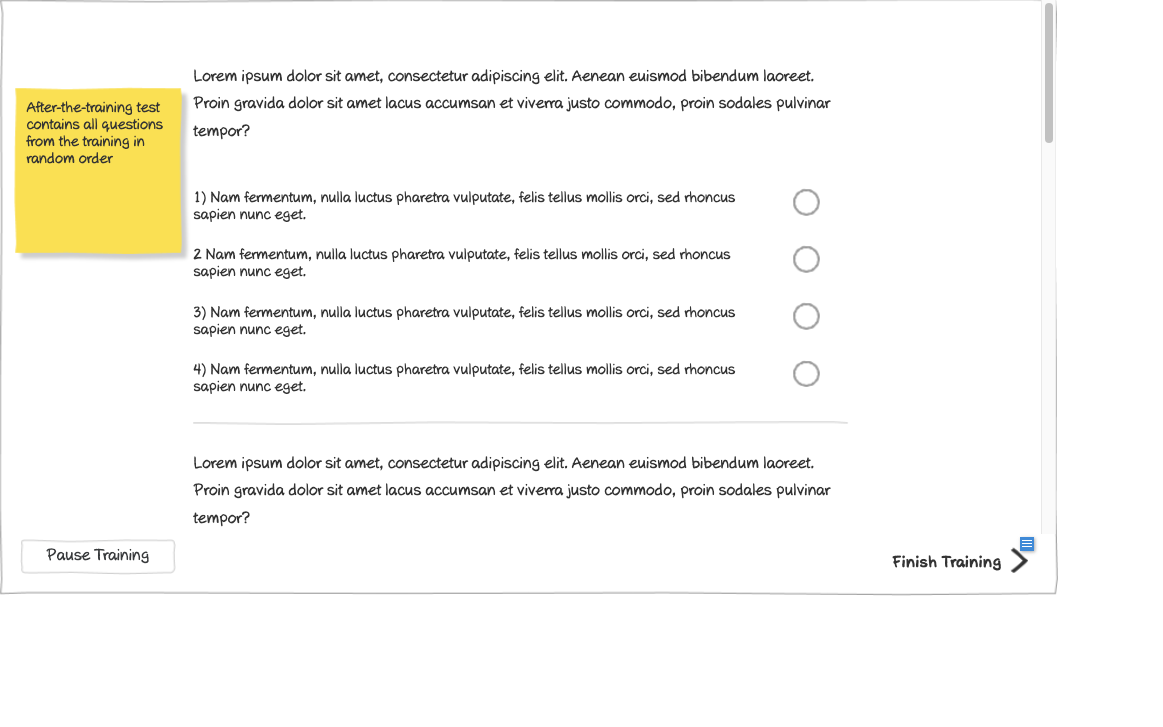 Lorem ipsum dolor sit amet, consectetur adipiscing elit. Aenean euismod bibendum laoreet.
Proin gravida dolor sit amet lacus accumsan et viverra justo commodo, proin sodales pulvinar
tempor?
After-the-training test
contains all questions
from the training in
random order
1) Nam fermentum, nulla luctus pharetra vulputate, felis tellus mollis orci, sed rhoncus
sapien nunc eget.
2 Nam fermentum, nulla luctus pharetra vulputate, felis tellus mollis orci, sed rhoncus
sapien nunc eget.
3) Nam fermentum, nulla luctus pharetra vulputate, felis tellus mollis orci, sed rhoncus
sapien nunc eget.
4) Nam fermentum, nulla luctus pharetra vulputate, felis tellus mollis orci, sed rhoncus
sapien nunc eget.
Lorem ipsum dolor sit amet, consectetur adipiscing elit. Aenean euismod bibendum laoreet.
Proin gravida dolor sit amet lacus accumsan et viverra justo commodo, proin sodales pulvinar
tempor?
Pause Training
Finish Training